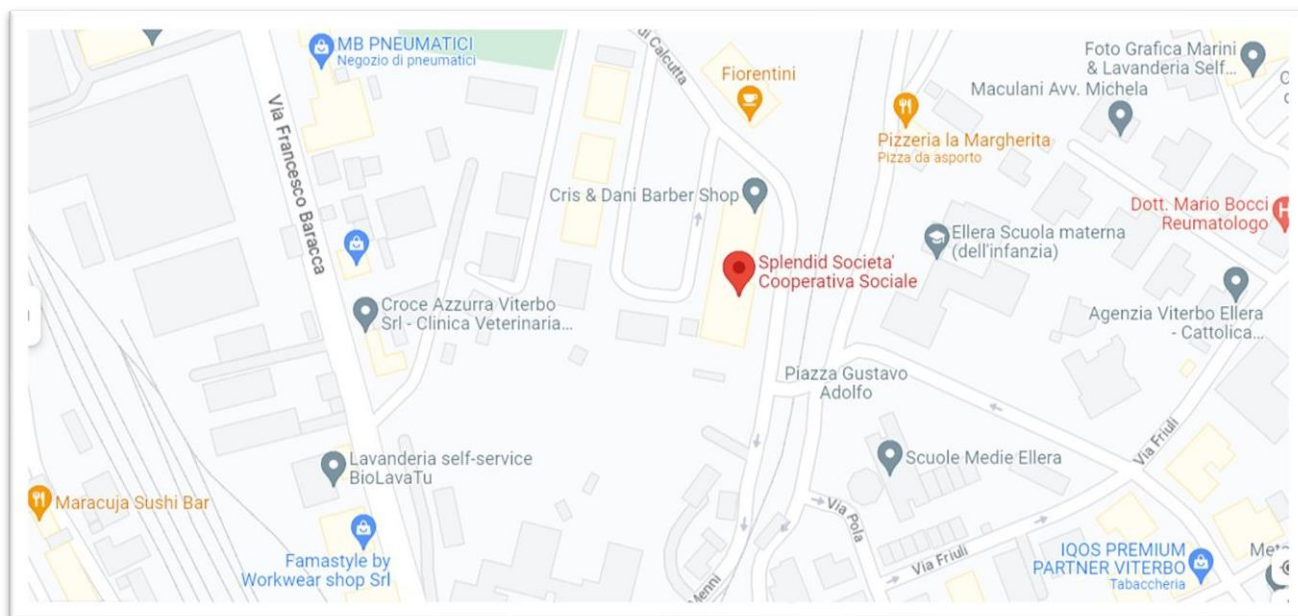 MB PNEUMATICI
Negozio di pneumatici
di Calcutta
Fiorentini
Foto Grafica Marini
& Lavanderia Self...
Maculani Avv. Michela
Pizzeria la Margherita
Pizza da asporto
Via Francesco Baracca
Cris & Dani Barber Shop
Dott. Mario Bocci
Reumatologo
Ellera Scuola materna
(dell'infanzia)
Splendid Societa'
Cooperativa Sociale
Croce Azzurra Viterbo
Srl - Clinica Veterinaria...
Agenzia Viterbo Ellera
- Cattolica...
Piazza Gustavo
Adolfo
Via Friuli
Lavanderia self-service
BioLavaTu
Scuole Medie Ellera
Maracuja Sushi Bar
Via Pola
Famastyle by
Workwear shop Srl
Menni
Via Friuli
IQOS PREMIUM
PARTNER VITERBO
Tabaccheria